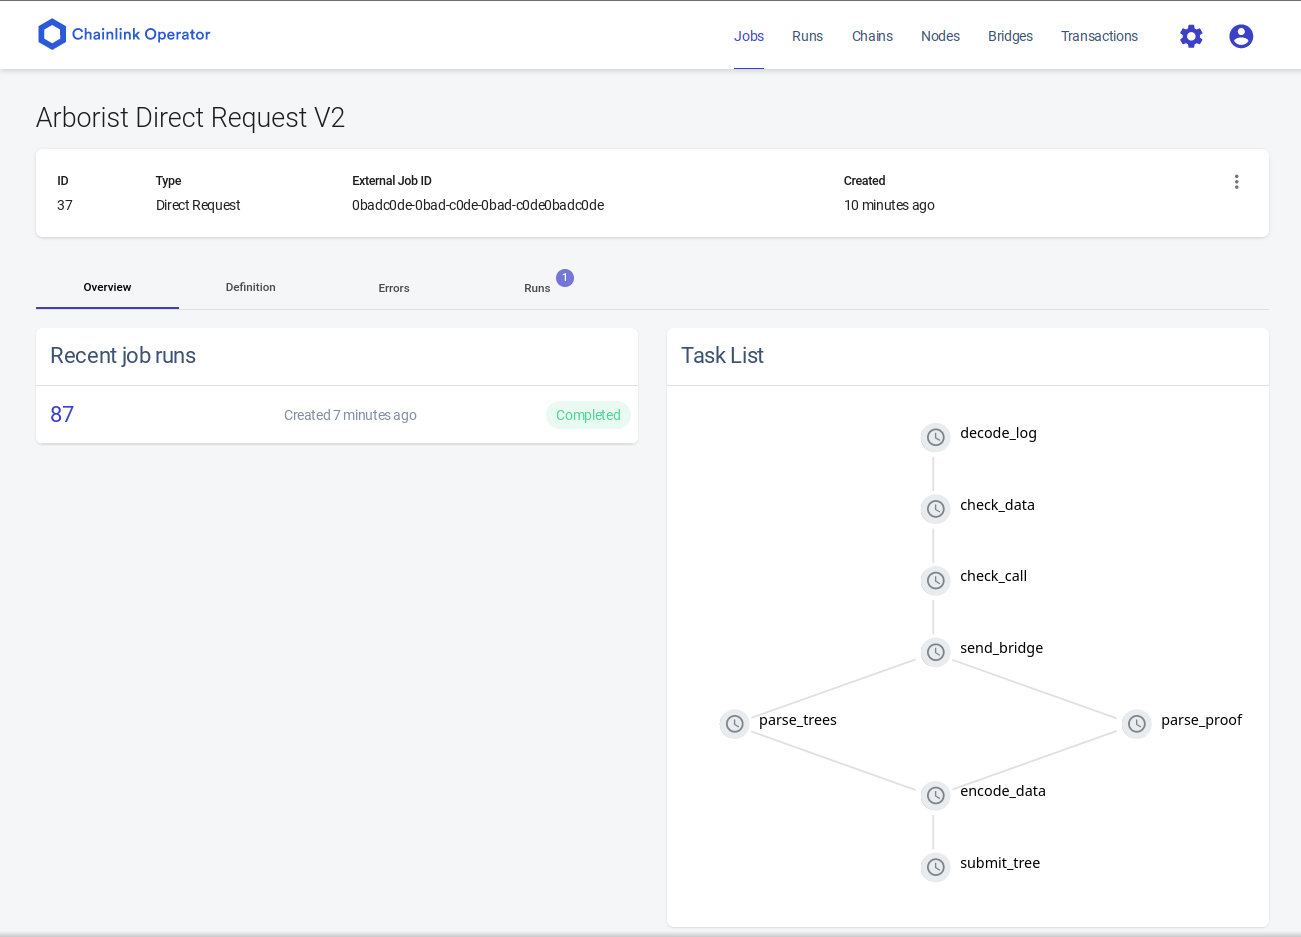 Chainlink Operator
Jobs Runs Chains Nodes Bridges Transactions
Arborist Direct Request V2
ID Type External Job ID Created
37 Direct Request 0badc0de-0bad-c0de-0bad-c0de0badc0de 10 minutes ago
Overview Definition Errors Runs 1
Recent job runs
87 Created 7 minutes ago Completed
Task List
decode_log
check_data
check_call
send_bridge
parse_trees parse_proof
encode_data
submit_tree